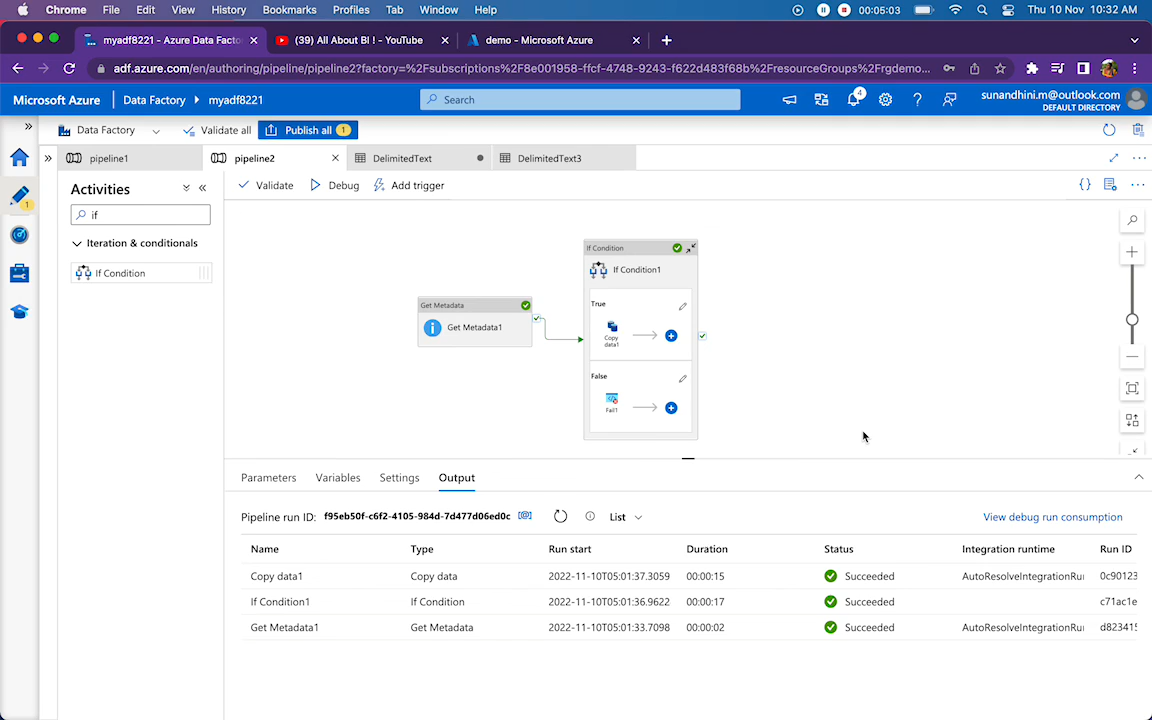 Chrome File Edit View History Bookmarks Profiles Tab Window Help 00:05:03 Thu 10 Nov 10:32 AM
myadf8221 - Azure Data Facto (39) All About BI ! - YouTube demo - Microsoft Azure
adf.azure.com/en/authoring/pipeline/pipeline2?factory=%2Fsubscriptions%2F8e001958-ffcf-4748-9243-f622d483f68b%2FresourceGroups%2Frgdemo...
Microsoft Azure Data Factory myadf8221 Search 4 sunandhini.m@outlook.com
DEFAULT DIRECTORY
Data Factory Validate all Publish all 1
pipeline1 pipeline2 DelimitedText DelimitedText3
Activities Validate Debug Add trigger
1
if
Iteration & conditionals
If Condition
If Condition
If Condition1
True
Copy
data1
Get Metadata
Get Metadata1
False
Fail1
Parameters Variables Settings Output
Pipeline run ID: f95eb50f-c6f2-4105-984d-7d477d06ed0c List View debug run consumption
Name Type Run start Duration Status Integration runtime Run ID
Copy data1 Copy data 2022-11-10T05:01:37.3059 00:00:15 Succeeded AutoResolveIntegrationRu 0c90123
If Condition1 If Condition 2022-11-10T05:01:36.9622 00:00:17 Succeeded c71ac1e
Get Metadata1 Get Metadata 2022-11-10T05:01:33.7098 00:00:02 Succeeded AutoResolveIntegrationRu d823415